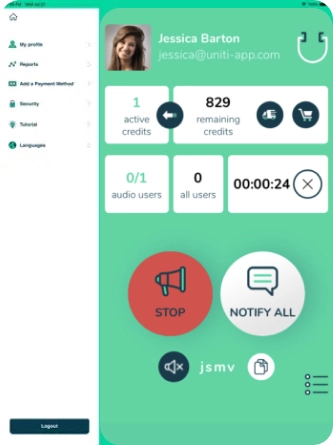 My profile
Reports
Add a Payment Method
Security
Tutorial
Languages
Logout
Jessica Barton
jessica@uniti-app.com
1
active
credits
829
remaining
credits
0/1
audio users
0
all users
00:00:24
STOP
NOTIFY ALL
jsmv